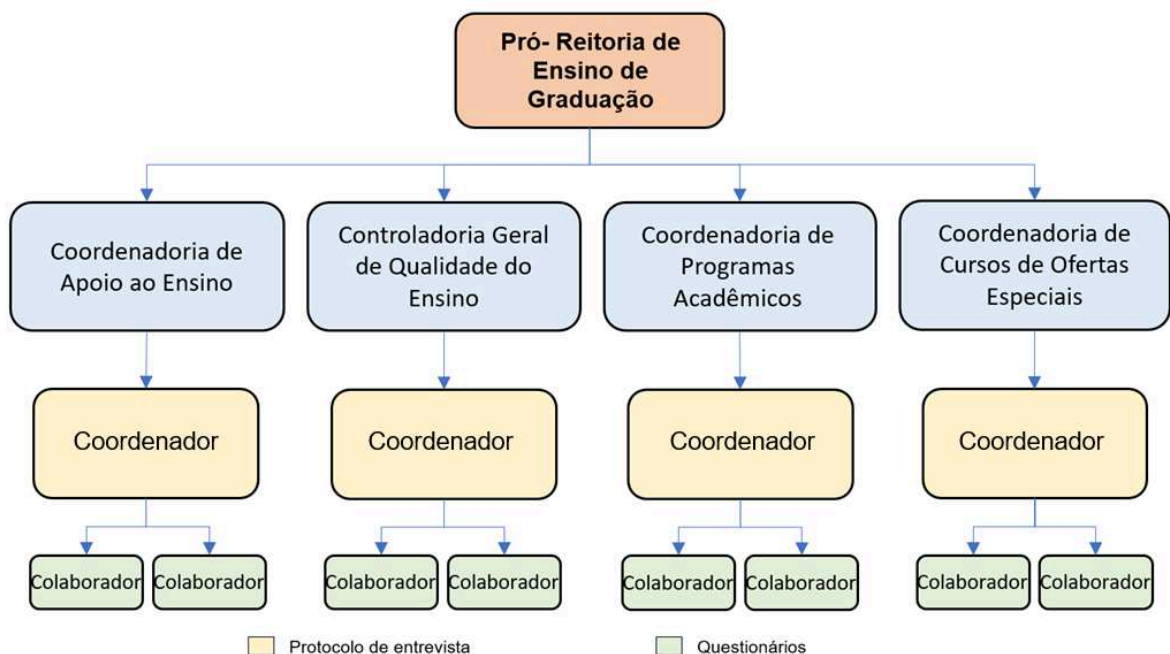 Pró- Reitoria de
Ensino de
Graduação
Coordenadoria de
Apoio ao Ensino
Controladoria Geral
de Qualidade do
Ensino
Coordenadoria de
Programas
Acadêmicos
Coordenadoria de
Cursos de Ofertas
Especiais
Coordenador
Coordenador
Coordenador
Coordenador
Colaborador
Colaborador
Colaborador
Colaborador
Colaborador
Colaborador
Colaborador
Colaborador
Protocolo de entrevista
Questionários